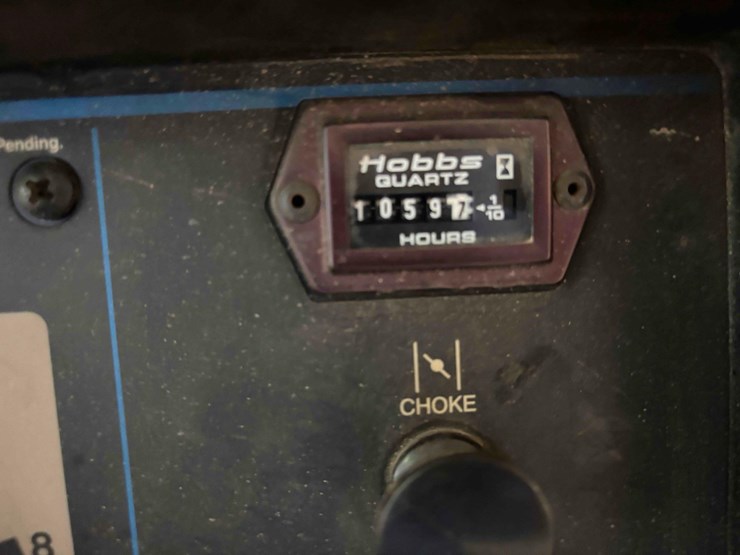 Pending.
Hobbs
QUARTZ
10597 1/10
HOURS
CHOKE
8